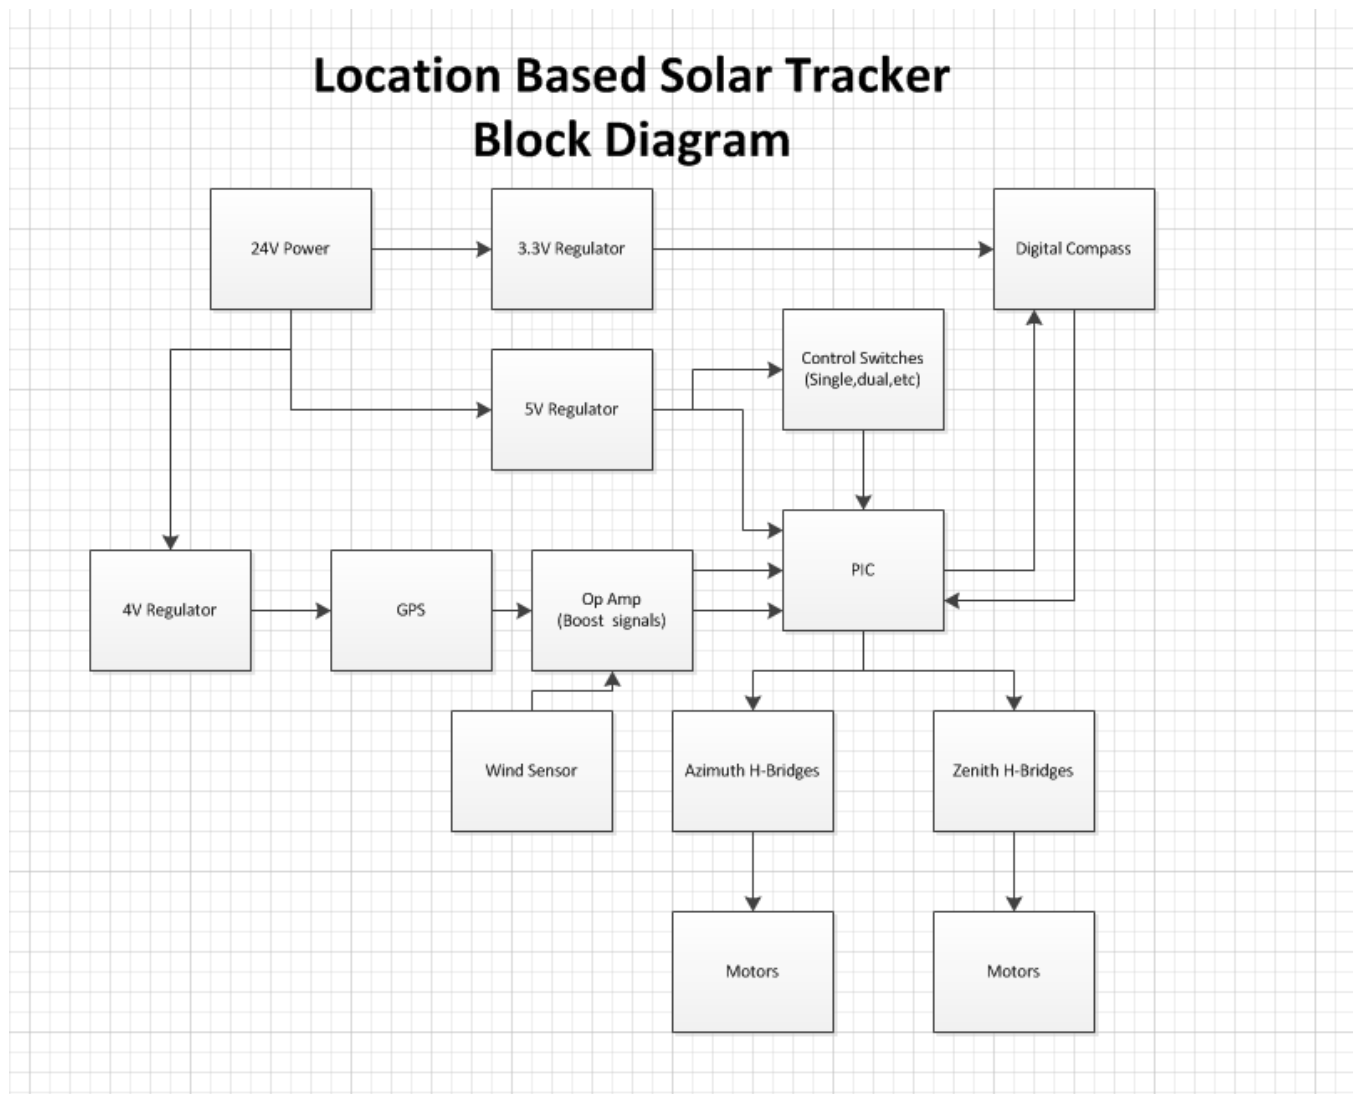 Location Based Solar Tracker
Block Diagram
24V Power
3.3V Regulator
Digital Compass
Control Switches
(Single,dual,etc)
5V Regulator
PIC
4V Regulator
GPS
Op Amp
(Boost  signals)
Wind Sensor
Azimuth H-Bridges
Zenith H-Bridges
Motors
Motors